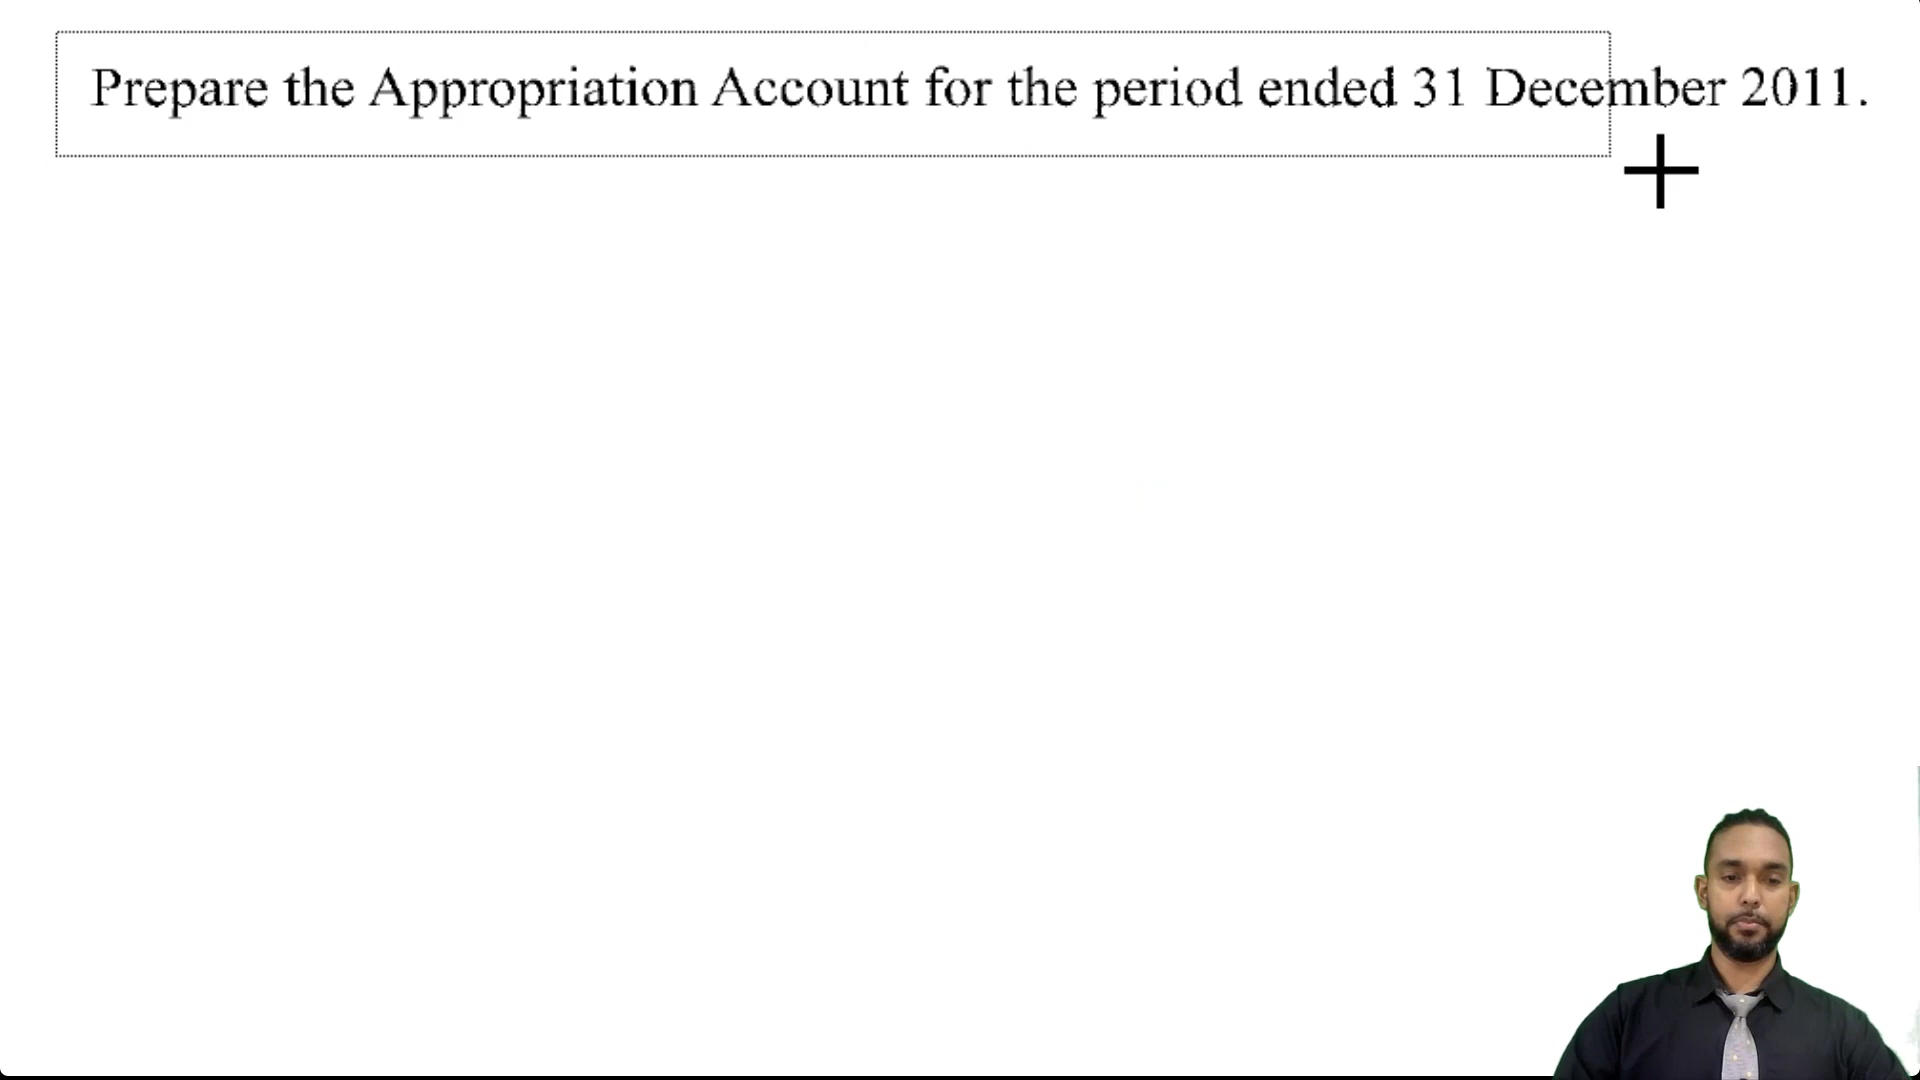 Prepare the Appropriation Account for the period ended 31 December 2011.